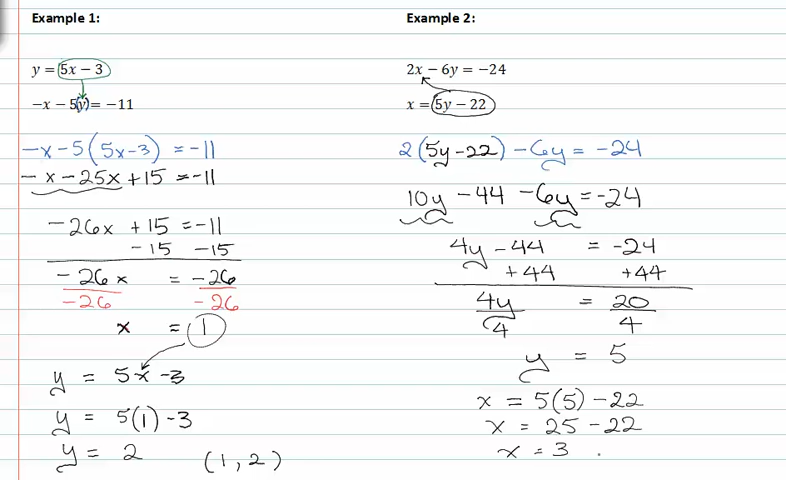 Example 1:
y = 5x − 3
−x − 5(y) = −11
−x−5(5x−3) = −11
−x−25x+15 = −11
−26x +15 = −11
−15 −15
−26x = −26
−26 −26
x = 1
y = 5x −3
y = 5(1) −3
y = 2 (1,2)
Example 2:
2x − 6y = −24
x = 5y − 22
2(5y−22) −6y = −24
10y −44 −6y = −24
4y −44 = −24
+44 +44
4y = 20
4 4
y = 5
x = 5(5) −22
x = 25 −22
x = 3